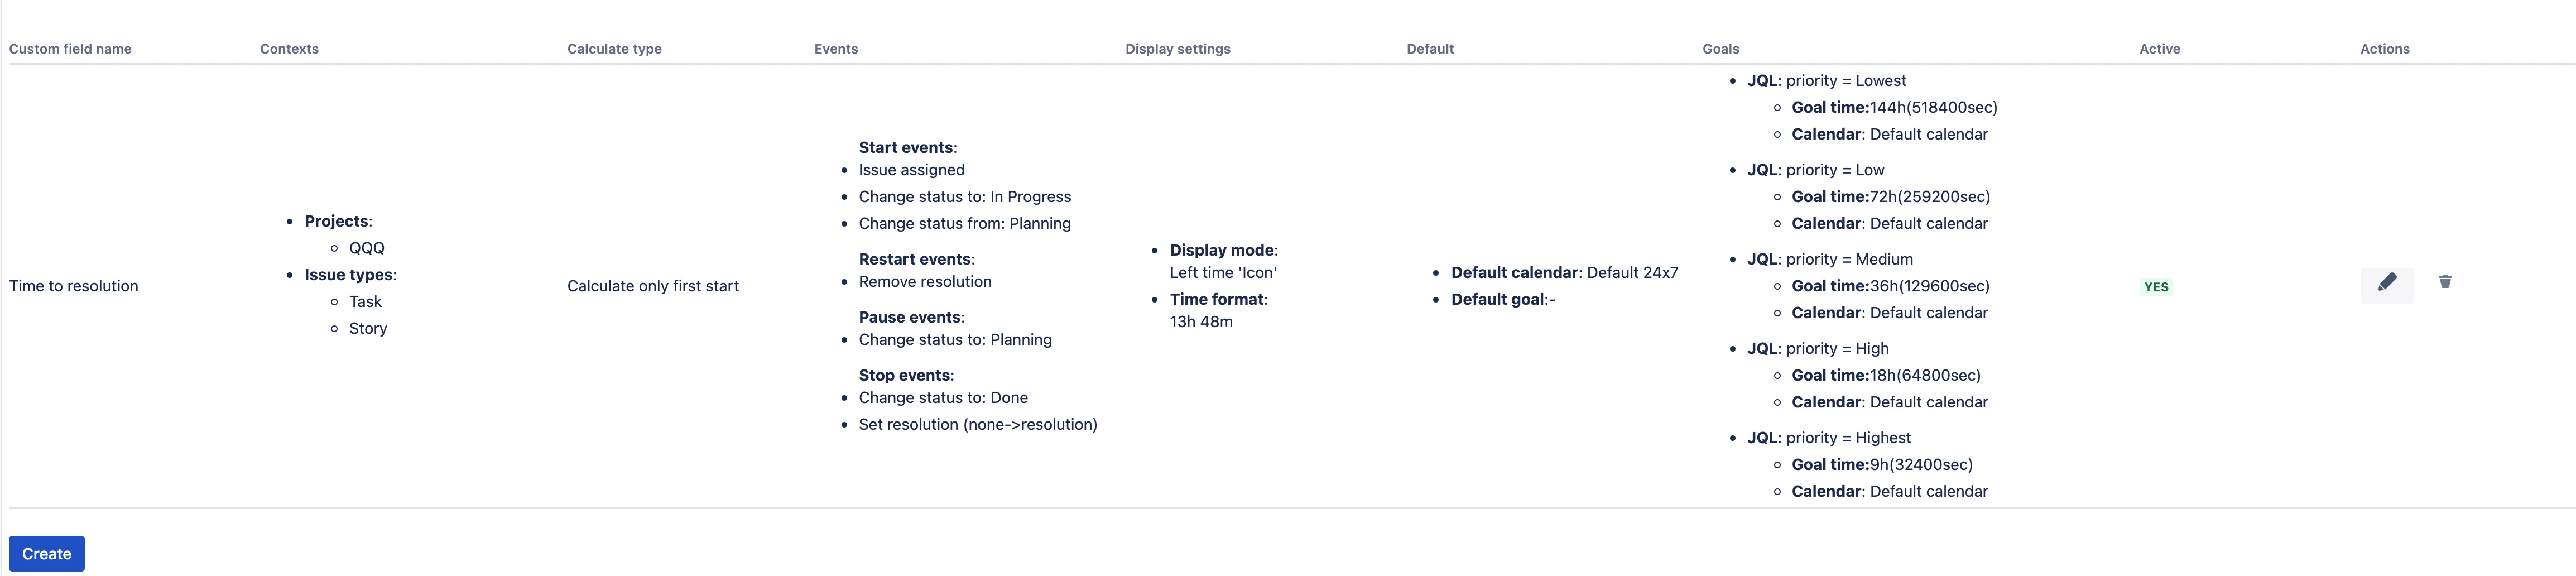 Custom field name
Contexts
Calculate type
Events
Display settings
Default
Goals
Active
Actions
Time to resolution
Projects:
QQQ
Issue types:
Task
Story
Calculate only first start
Start events:
Issue assigned
Change status to: In Progress
Change status from: Planning
Restart events:
Remove resolution
Pause events:
Change status to: Planning
Stop events:
Change status to: Done
Set resolution (none->resolution)
Display mode:
Left time 'Icon'
Time format:
13h 48m
Default calendar: Default 24x7
Default goal:-
JQL: priority = Lowest
Goal time:144h(518400sec)
Calendar: Default calendar
JQL: priority = Low
Goal time:72h(259200sec)
Calendar: Default calendar
JQL: priority = Medium
Goal time:36h(129600sec)
Calendar: Default calendar
JQL: priority = High
Goal time:18h(64800sec)
Calendar: Default calendar
JQL: priority = Highest
Goal time:9h(32400sec)
Calendar: Default calendar
YES
Create